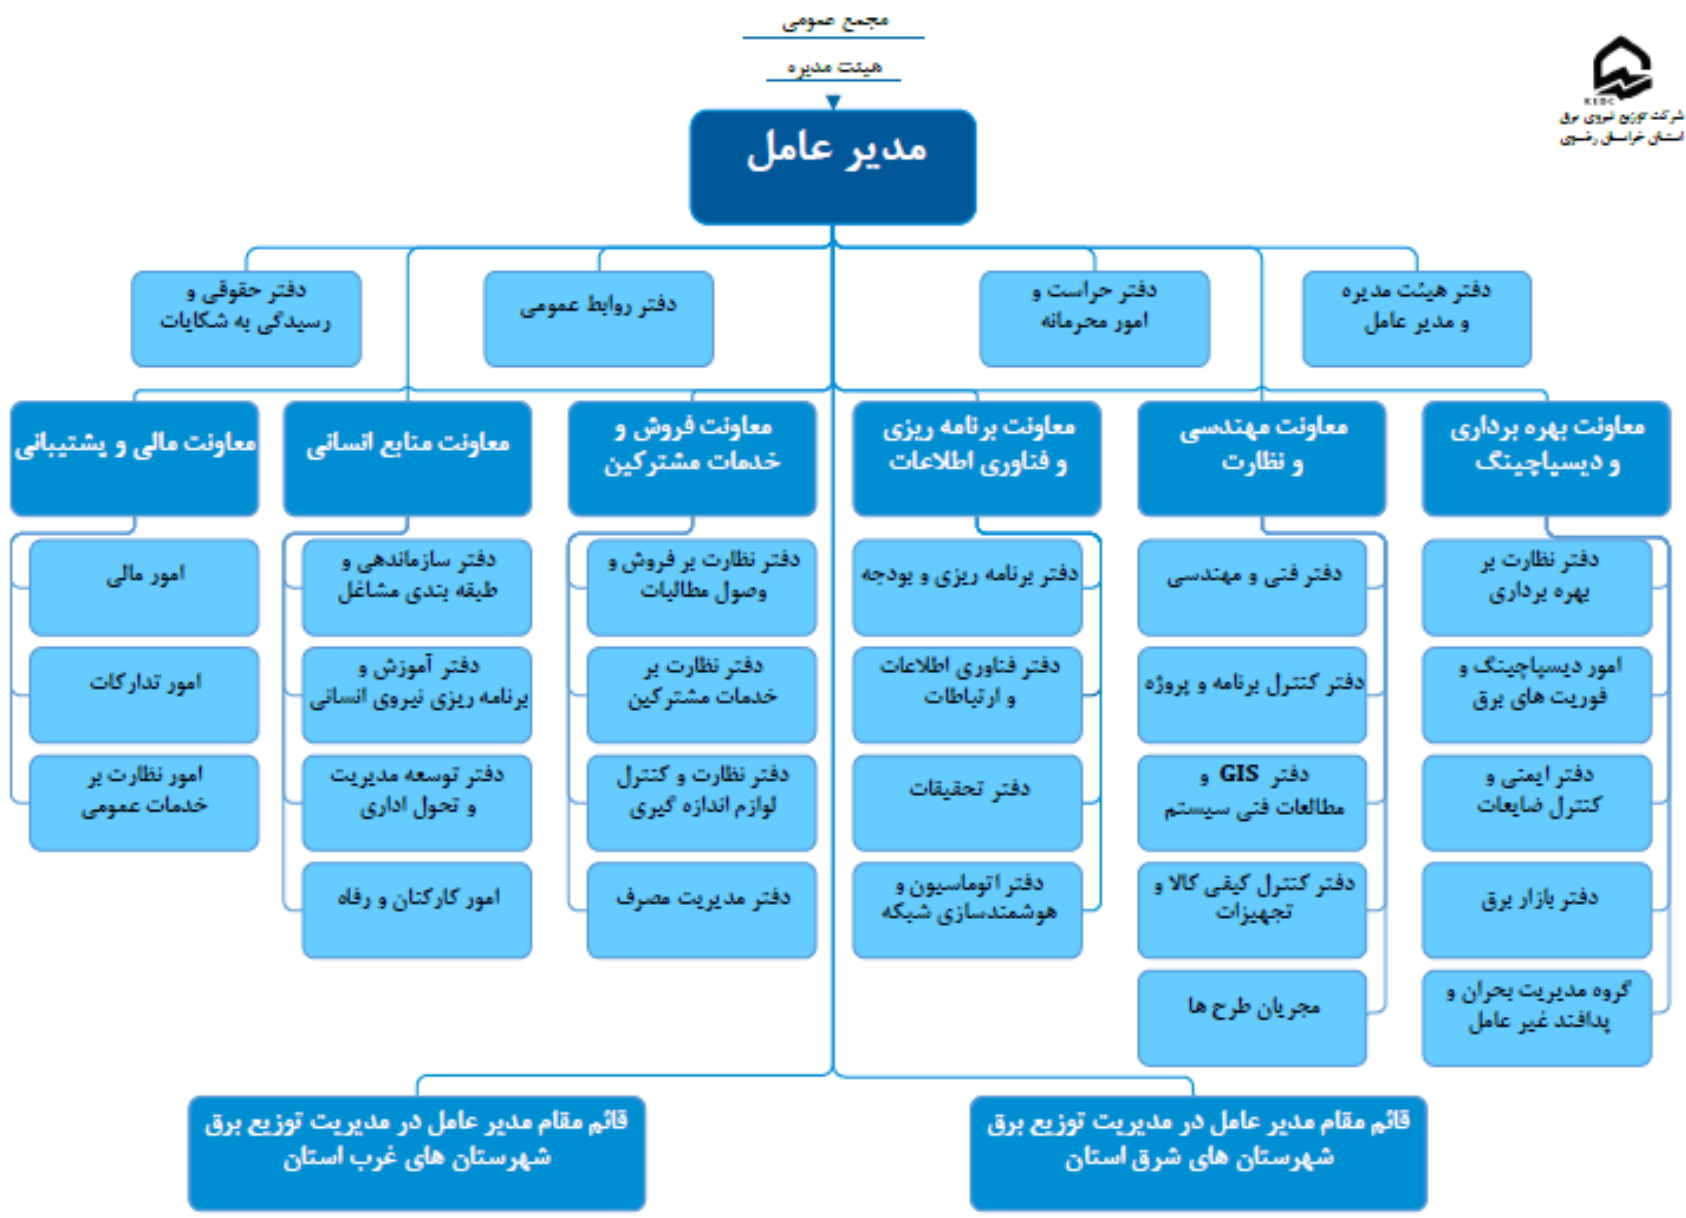 مجمع عمومی
هیئت مدیره
KEDC
شرکت توزیع نیروی برق
استان خراسان رضوی
مدیر عامل
دفتر هیئت مدیره
و مدیر عامل
دفتر حراست و
امور محرمانه
دفتر روابط عمومی
دفتر حقوقی و
رسیدگی به شکایات
معاونت بهره برداری
و دیسپاچینگ
معاونت مهندسی
و نظارت
معاونت برنامه ریزی
و فناوری اطلاعات
معاونت فروش و
خدمات مشترکین
معاونت منابع انسانی
معاونت مالی و پشتیبانی
دفتر نظارت بر
بهره برداری
امور دیسپاچینگ و
فوریت های برق
دفتر ایمنی و
کنترل ضایعات
دفتر بازار برق
گروه مدیریت بحران و
پدافند غیر عامل
دفتر فنی و مهندسی
دفتر کنترل برنامه و پروژه
دفتر GIS و
مطالعات فنی سیستم
دفتر کنترل کیفی کالا و
تجهیزات
مجریان طرح ها
دفتر برنامه ریزی و بودجه
دفتر فناوری اطلاعات
و ارتباطات
دفتر تحقیقات
دفتر اتوماسیون و
هوشمندسازی شبکه
دفتر نظارت بر فروش و
وصول مطالبات
دفتر نظارت بر
خدمات مشترکین
دفتر نظارت و کنترل
لوازم اندازه گیری
دفتر مدیریت مصرف
دفتر سازماندهی و
طبقه بندی مشاغل
دفتر آموزش و
برنامه ریزی نیروی انسانی
دفتر توسعه مدیریت
و تحول اداری
امور کارکنان و رفاه
امور مالی
امور تدارکات
امور نظارت بر
خدمات عمومی
قائم مقام مدیر عامل در مدیریت توزیع برق
شهرستان های شرق استان
قائم مقام مدیر عامل در مدیریت توزیع برق
شهرستان های غرب استان